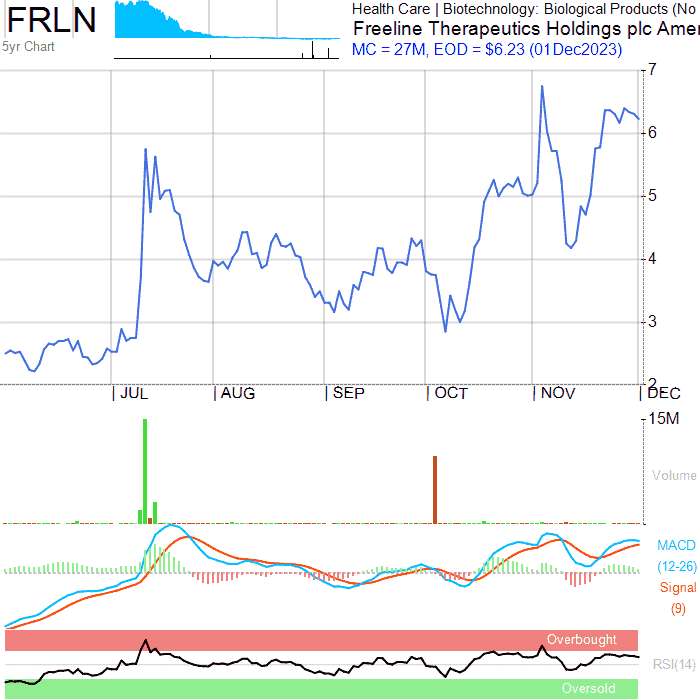 FRLN
5yr Chart
Health Care | Biotechnology: Biological Products (No
Freeline Therapeutics Holdings plc Amer
MC = 27M, EOD = $6.23 (01Dec2023)
7
6
5
4
3
2
JUL AUG SEP OCT NOV DEC
15M
Volume
MACD
(12-26)
Signal
(9)
Overbought
RSI(14)
Oversold